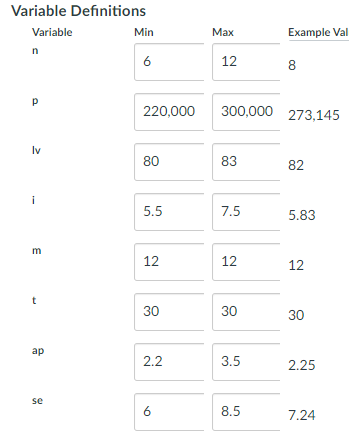 Variable Definitions
Variable Min Max Example Val
n 6 12 8
p 220,000 300,000 273,145
lv 80 83 82
i 5.5 7.5 5.83
m 12 12 12
t 30 30 30
ap 2.2 3.5 2.25
se 6 8.5 7.24